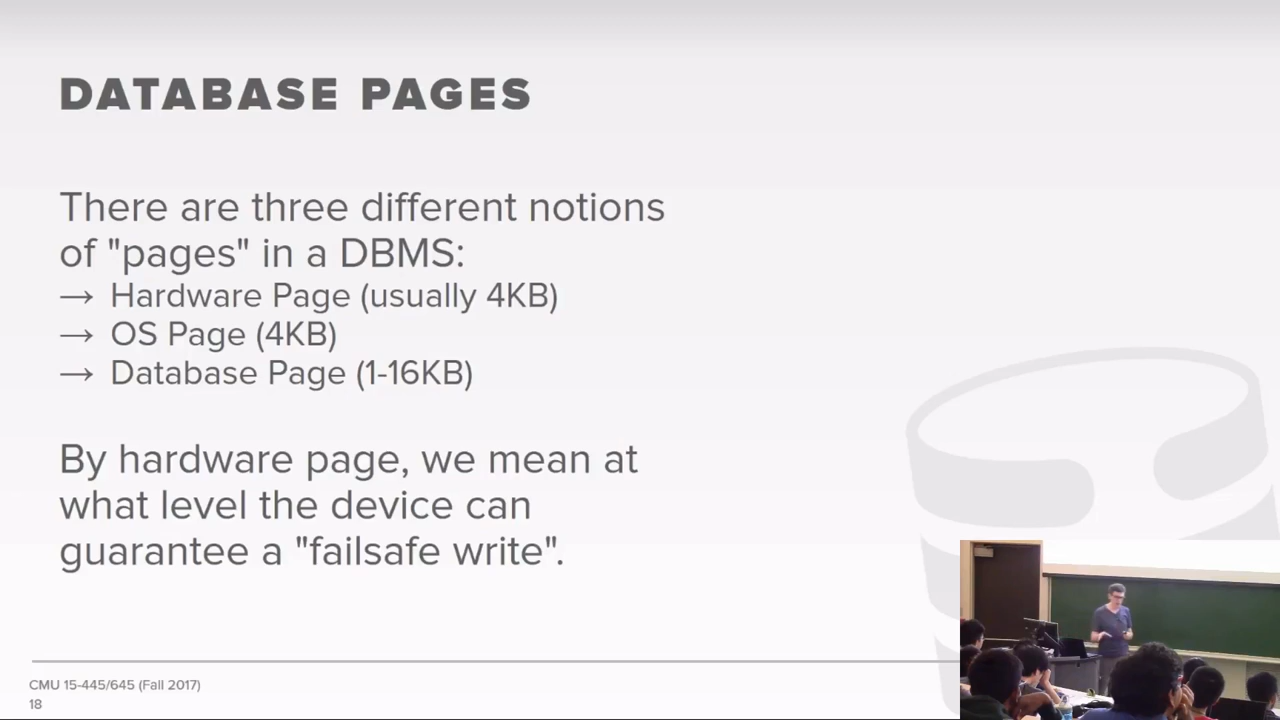 DATABASE PAGES
There are three different notions
of "pages" in a DBMS:
→ Hardware Page (usually 4KB)
→ OS Page (4KB)
→ Database Page (1-16KB)
By hardware page, we mean at
what level the device can
guarantee a "failsafe write".
CMU 15-445/645 (Fall 2017)
18